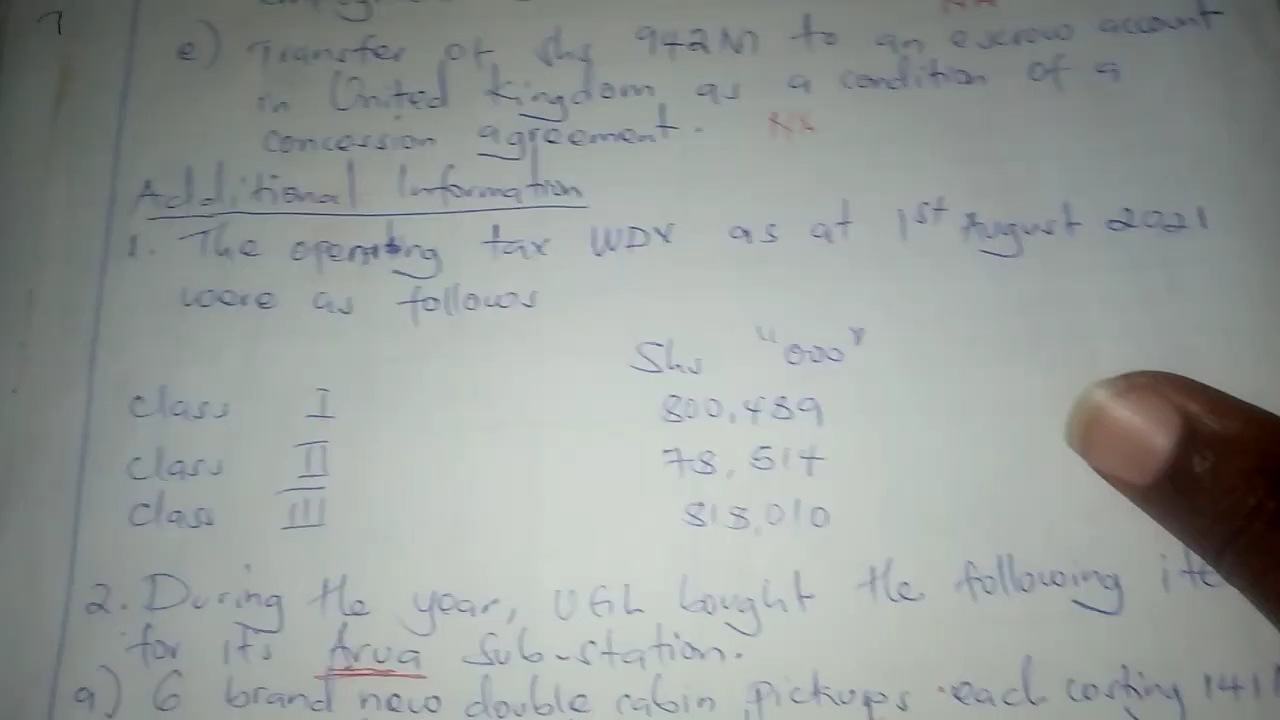 e) Transfer of shs 942M to an escrow account
in United kingdom as a condition of a
concession agreement.
Additional Information
1. The operating tax WDV as at 1st August 2021
were as follows
Shs "000"
class I 800,489
class II 78,517
class III 818,010
2. During the year, UGL bought the following ite
for its Arua Sub-station.
a) 6 brand new double cabin pickups each costing 141